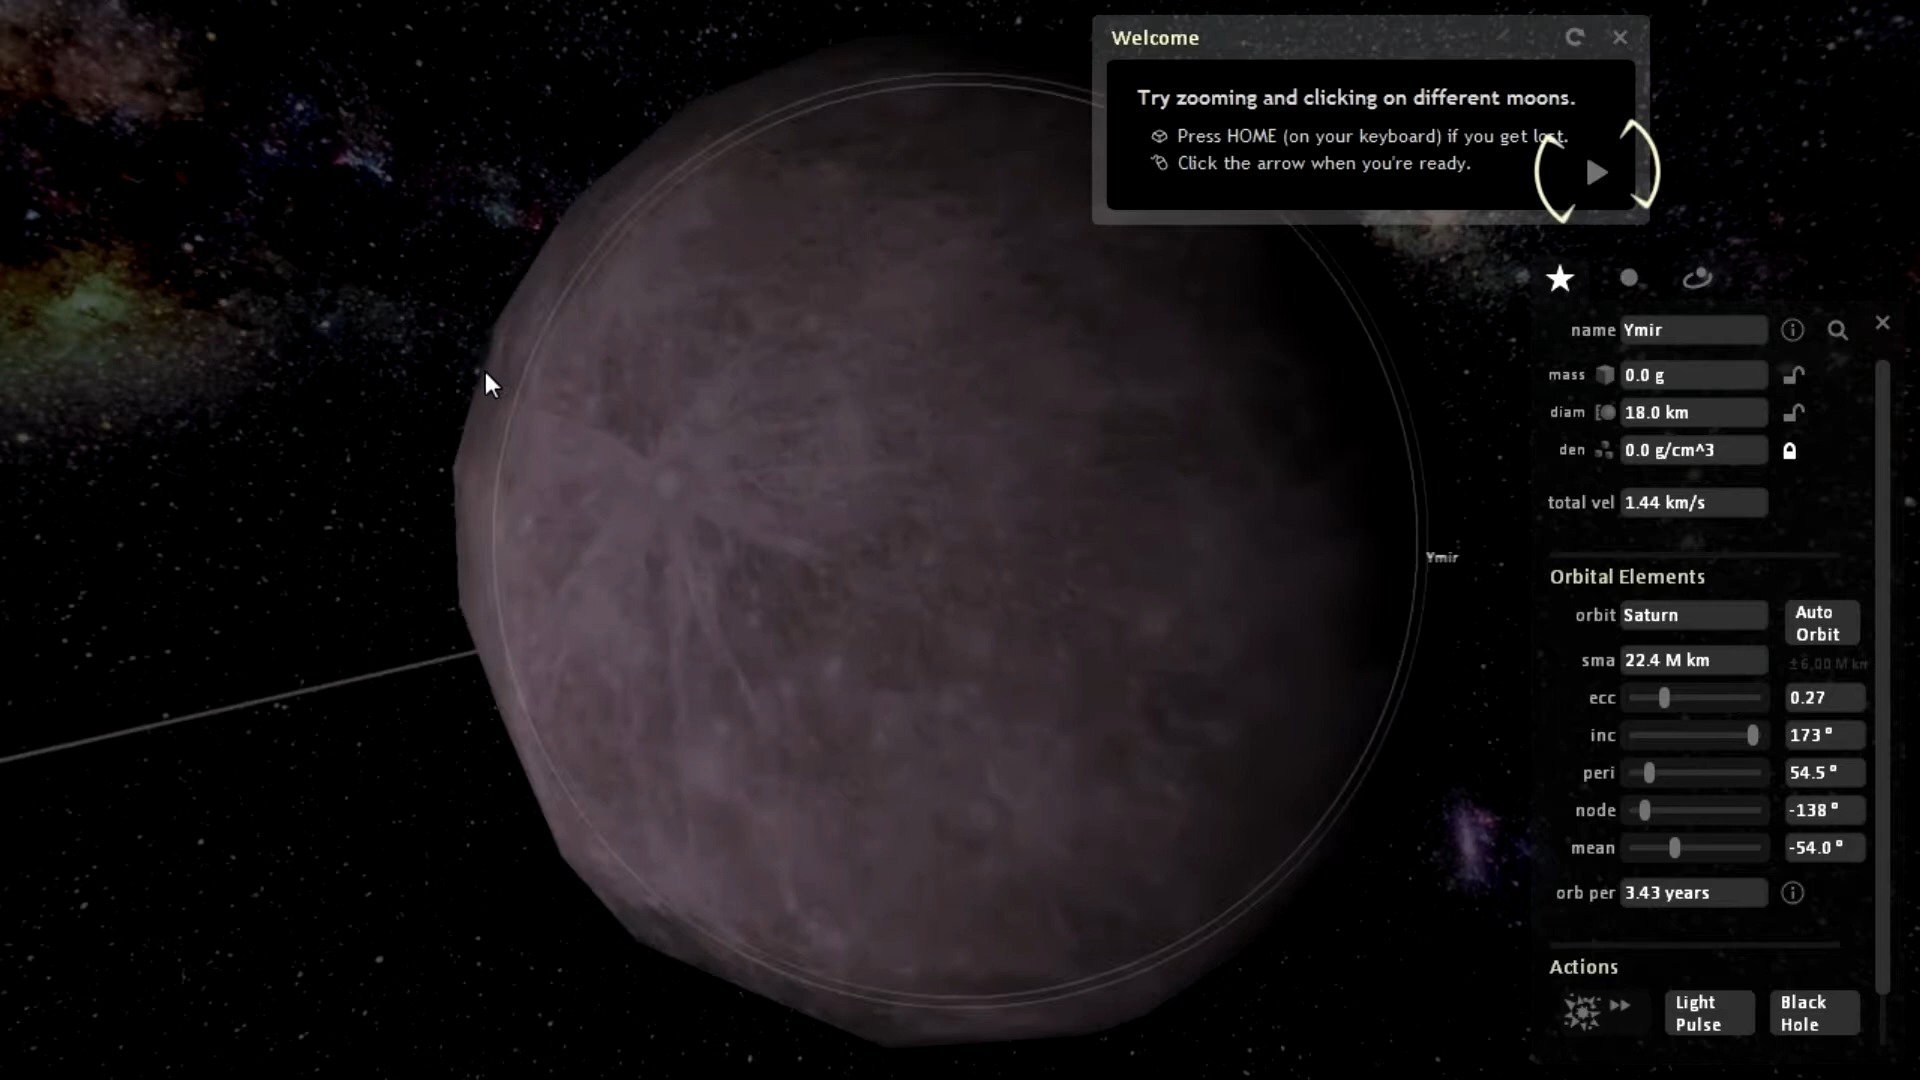 Welcome
Try zooming and clicking on different moons.
Press HOME (on your keyboard) if you get lost.
Click the arrow when you're ready.
name Ymir
mass 0.0 g
diam 18.0 km
den 0.0 g/cm^3
total vel 1.44 km/s
Ymir
Orbital Elements
orbit Saturn
Auto
Orbit
sma 22.4 M km ±6.00 M km
ecc 0.27
inc 173 °
peri 54.5 °
node -138 °
mean -54.0 °
orb per 3.43 years
Actions
Light
Pulse
Black
Hole